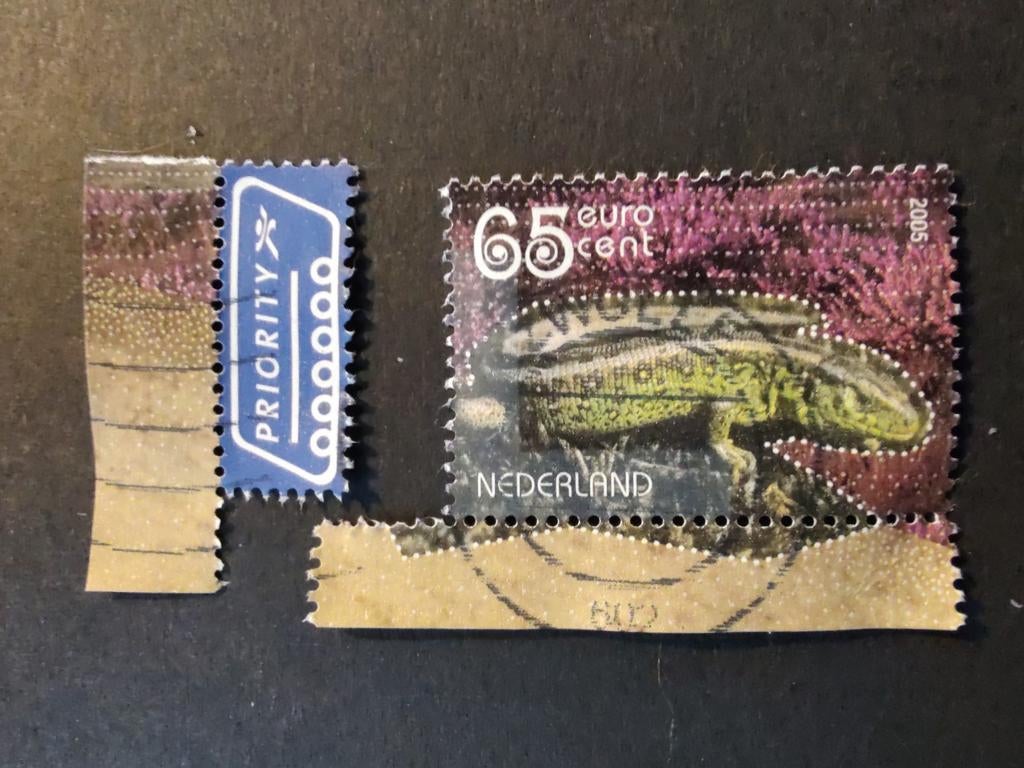 PRIORITY
65 euro
cent
2005
NEDERLAND